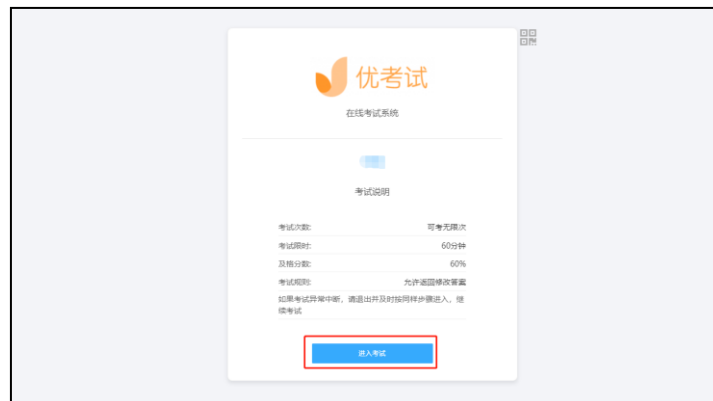 优考试
在线考试系统
考试说明
考试次数: 可考无限次
考试限时: 60分钟
及格分数: 60%
考试规则: 允许返回修改答案
如果考试异常中断，请退出并及时按同样步骤进入，继
续考试
进入考试